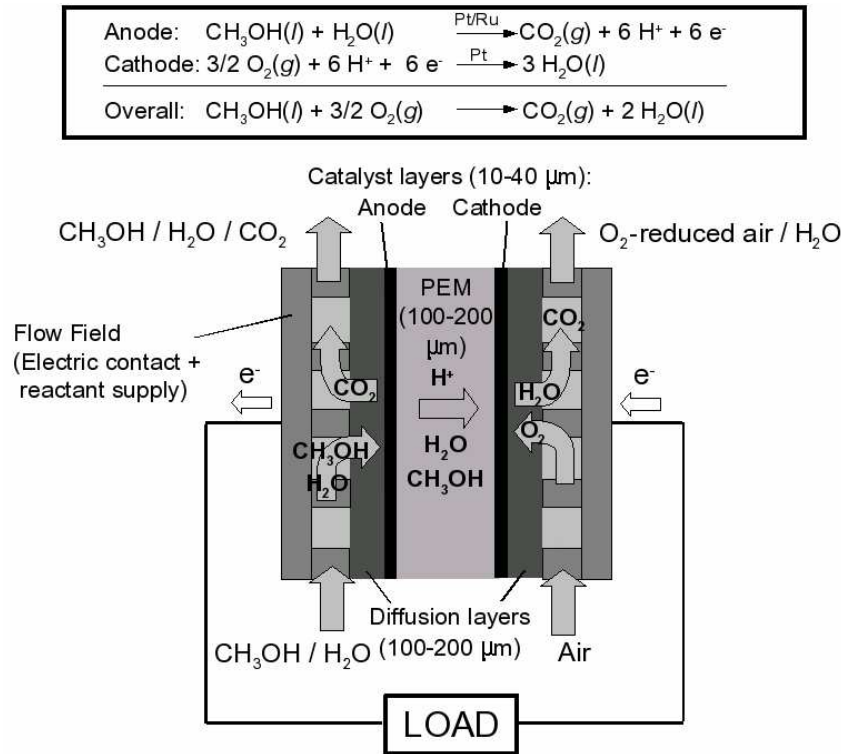 Anode: CH₃OH(l) + H₂O(l) Pt/Ru → CO₂(g) + 6 H⁺ + 6 e⁻
Cathode: 3/2 O₂(g) + 6 H⁺ + 6 e⁻ Pt → 3 H₂O(l)
Overall: CH₃OH(l) + 3/2 O₂(g) → CO₂(g) + 2 H₂O(l)
Catalyst layers (10-40 µm):
Anode Cathode
CH₃OH / H₂O / CO₂
O₂-reduced air / H₂O
Flow Field
(Electric contact +
reactant supply)
PEM
(100-200
µm)
CO₂
e⁻
CO₂
H⁺
H₂O
e⁻
CH₃OH
H₂O
H₂O
CH₃OH
O₂
Diffusion layers
(100-200 µm)
CH₃OH / H₂O
Air
LOAD